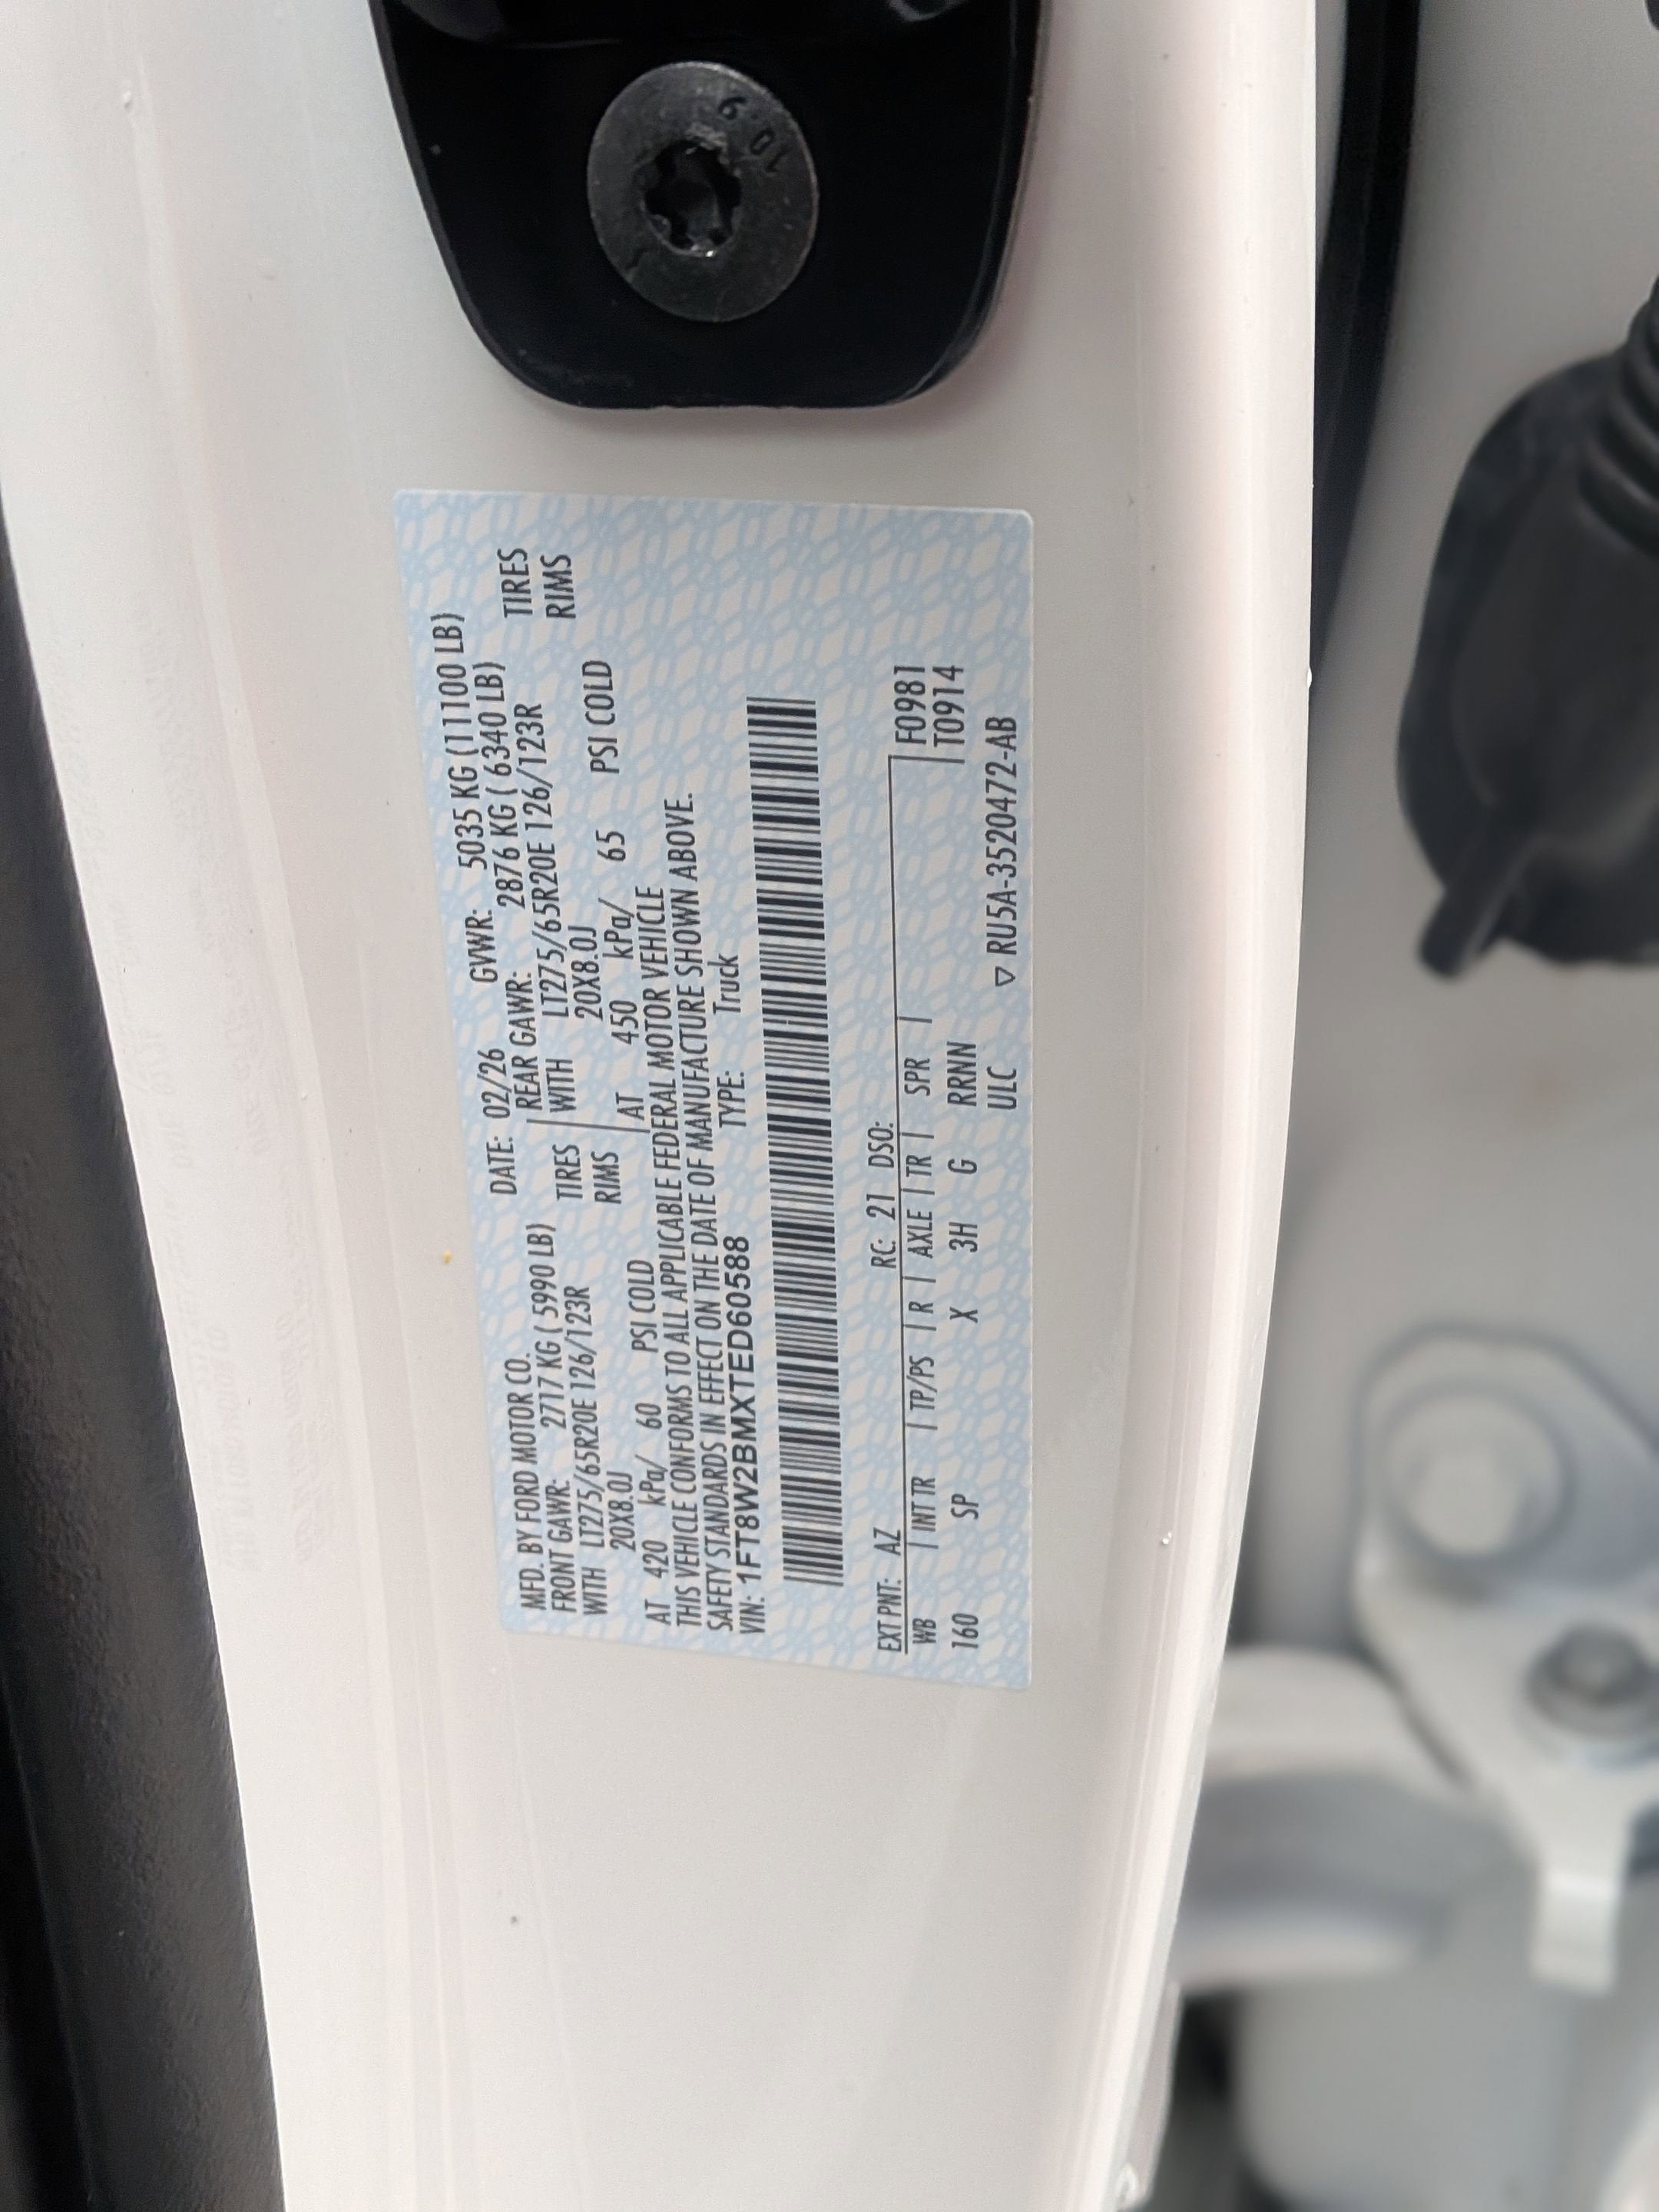 10.9
MFD. BY FORD MOTOR CO.
DATE: 02/26 GVWR: 5035 KG (11100 LB)
FRONT GAWR: 2717 KG ( 5990 LB) REAR GAWR: 2876 KG ( 6340 LB)
WITH LT275/65R20E 126/123R TIRES WITH LT275/65R20E 126/123R TIRES
20X8.0J RIMS 20X8.0J RIMS
AT 420 kPa/ 60 PSI COLD AT 450 kPa/ 65 PSI COLD
THIS VEHICLE CONFORMS TO ALL APPLICABLE FEDERAL MOTOR VEHICLE
SAFETY STANDARDS IN EFFECT ON THE DATE OF MANUFACTURE SHOWN ABOVE.
VIN: 1FT8W2BMXTED60588 TYPE: Truck
EXT PNT: AZ RC: 21 DSO:
WB | INT TR | TP/PS | R | AXLE | TR | SPR | F0981
160 SP X 3H G RRNN T0914
ULC ▽ RU5A-3520472-AB